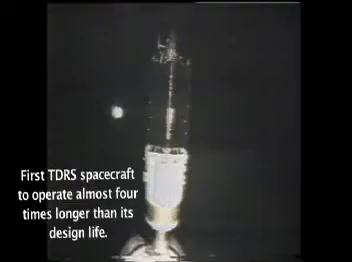 First TDRS spacecraft
to operate almost four
times longer than its
design life.